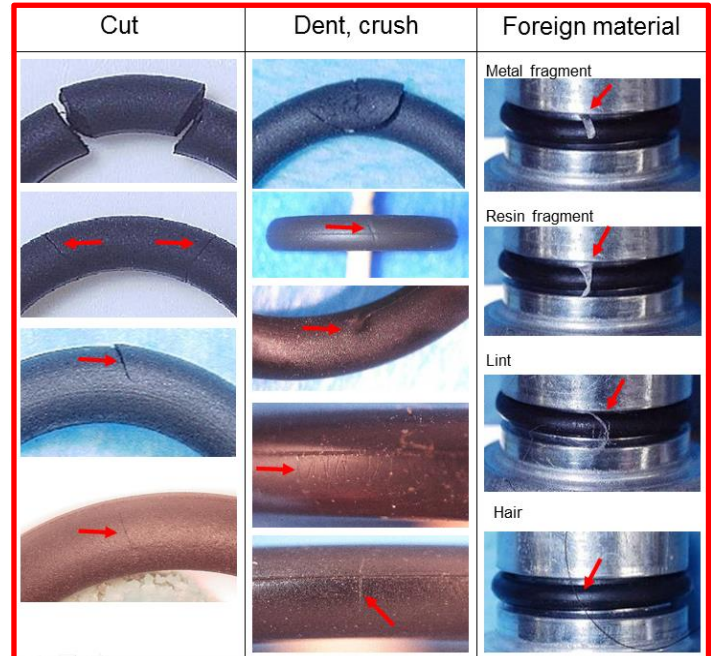 Cut
Dent, crush
Foreign material
Metal fragment
Resin fragment
Lint
Hair